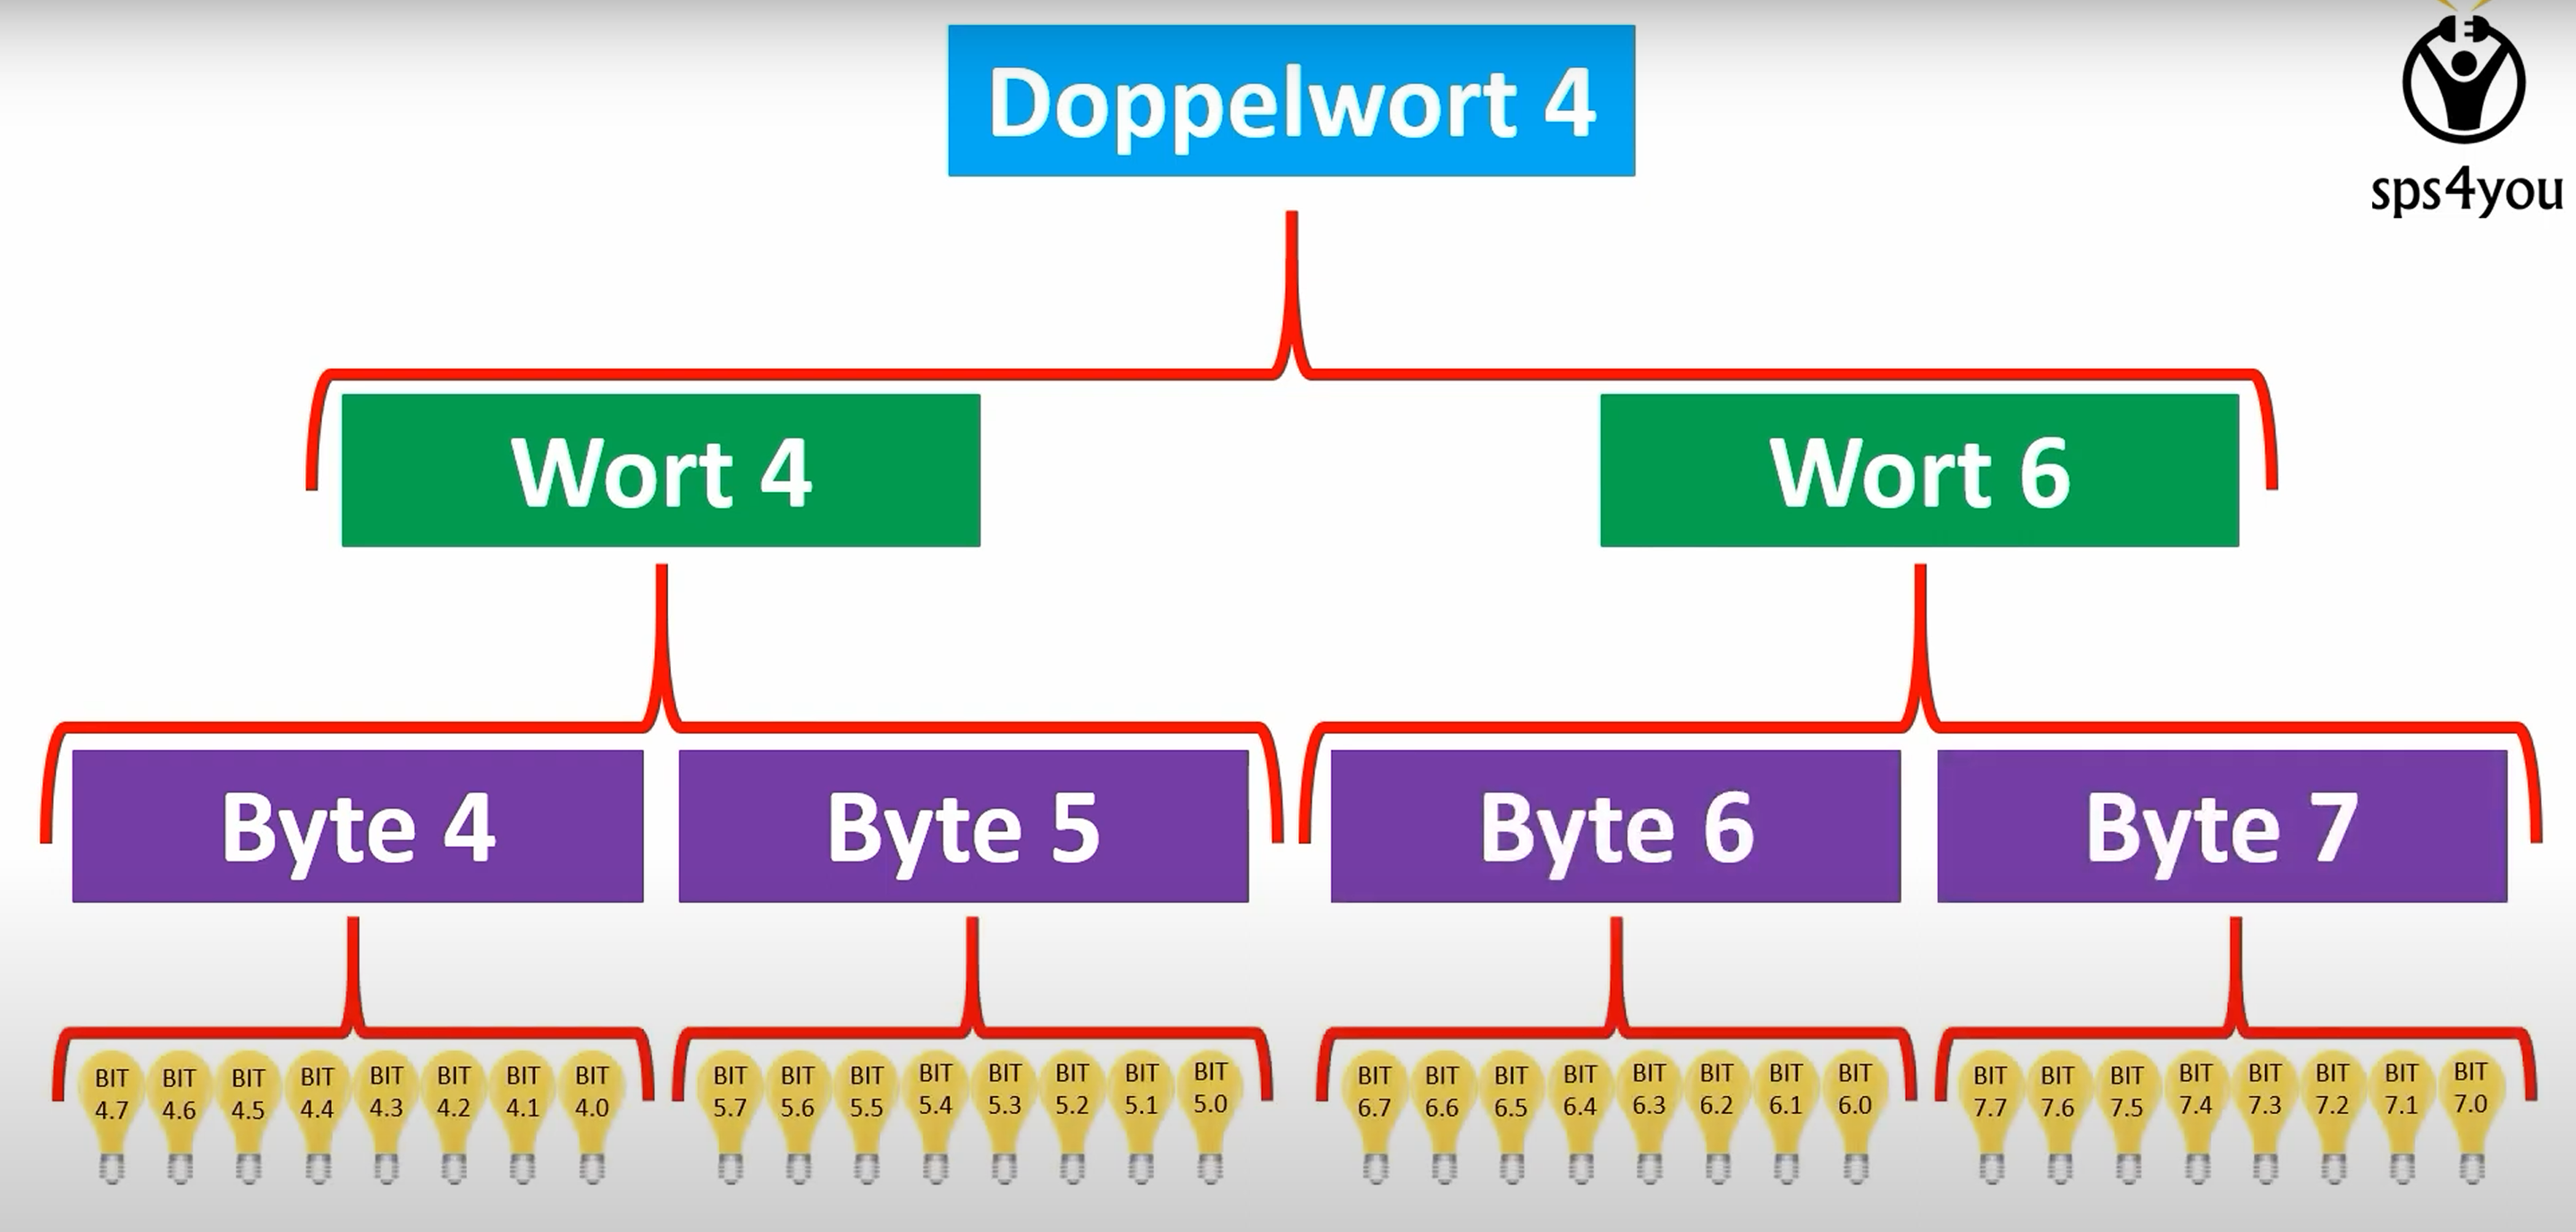 Doppelwort 4
sps4you
Wort 4
Wort 6
Byte 4
Byte 5
Byte 6
Byte 7
BIT 4.7
BIT 4.6
BIT 4.5
BIT 4.4
BIT 4.3
BIT 4.2
BIT 4.1
BIT 4.0
BIT 5.7
BIT 5.6
BIT 5.5
BIT 5.4
BIT 5.3
BIT 5.2
BIT 5.1
BIT 5.0
BIT 6.7
BIT 6.6
BIT 6.5
BIT 6.4
BIT 6.3
BIT 6.2
BIT 6.1
BIT 6.0
BIT 7.7
BIT 7.6
BIT 7.5
BIT 7.4
BIT 7.3
BIT 7.2
BIT 7.1
BIT 7.0